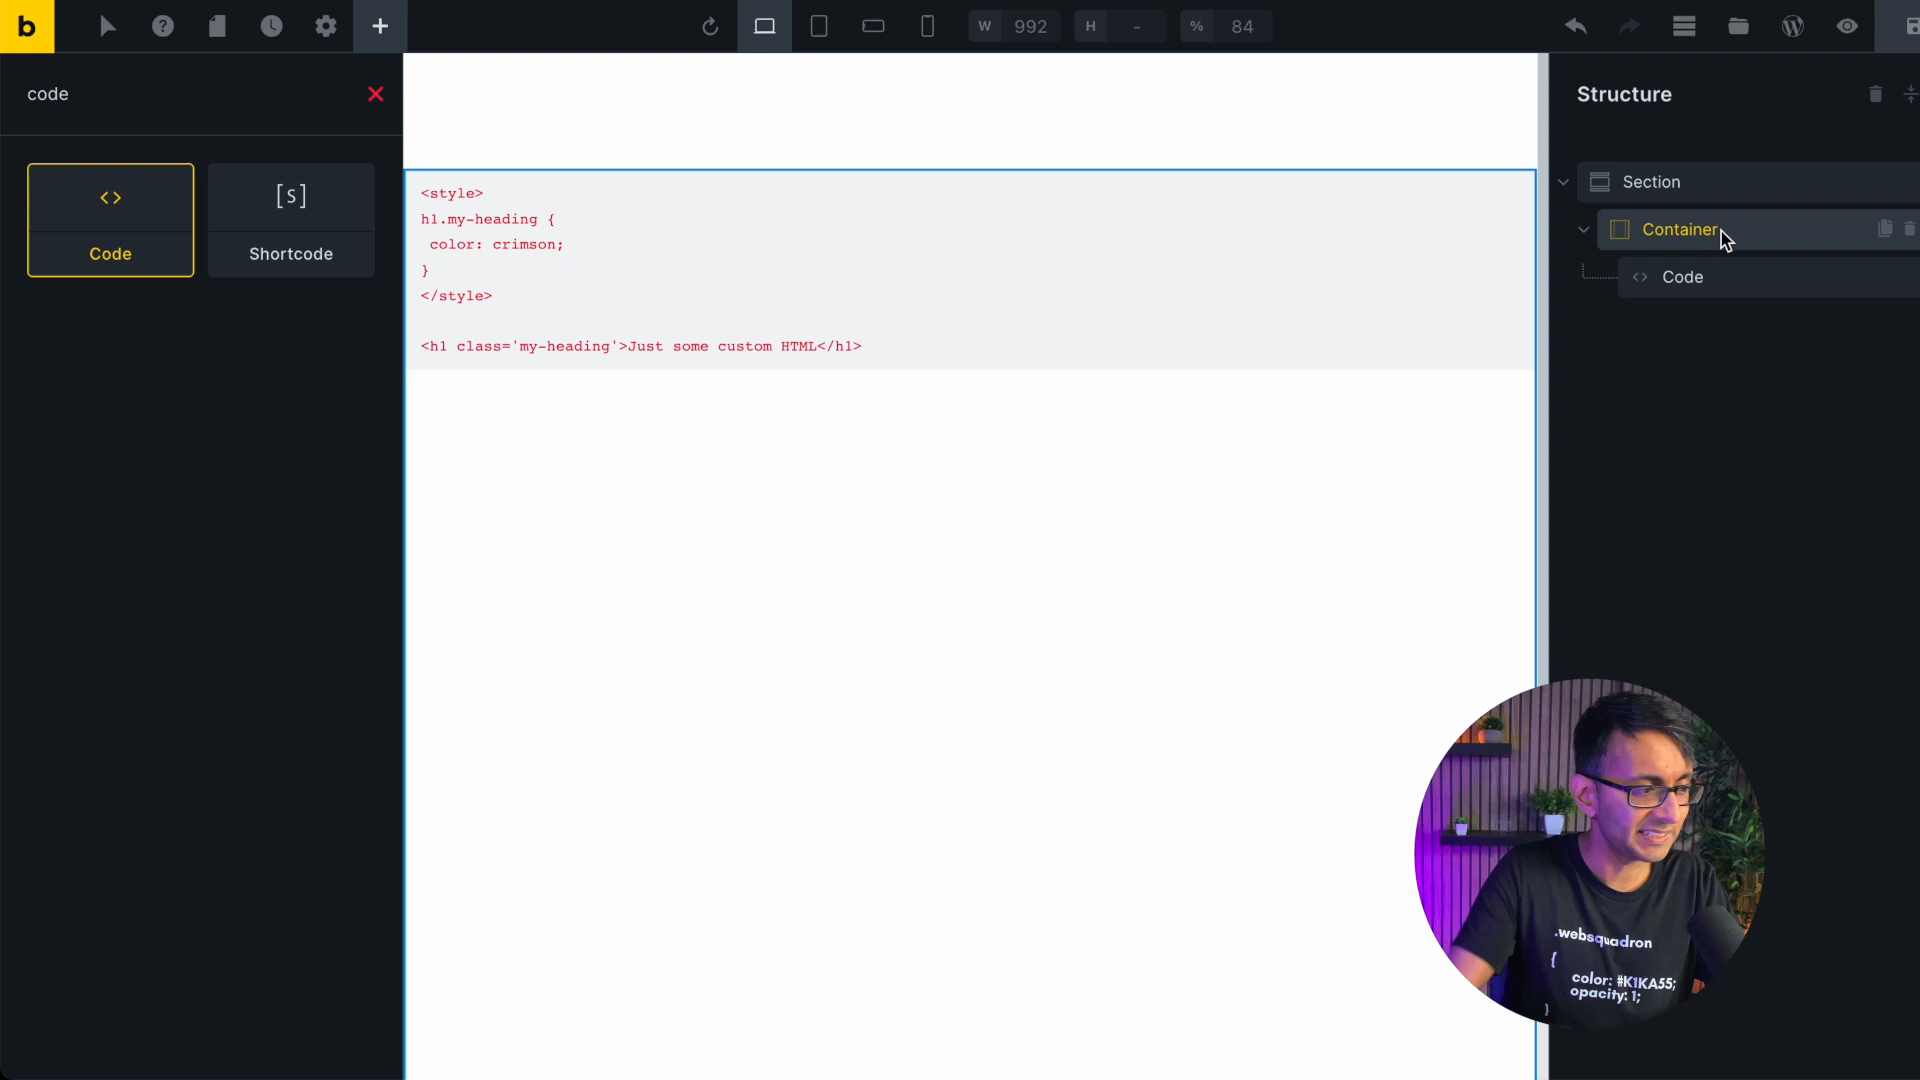 b
W 992 H - % 84
code
Code
[S]
Shortcode
<style>
h1.my-heading {
color: crimson;
}
</style>
<h1 class='my-heading'>Just some custom HTML</h1>
Structure
Section
Container
Code
.websquadron
{
color: #K1KA55;
opacity: 1;
}